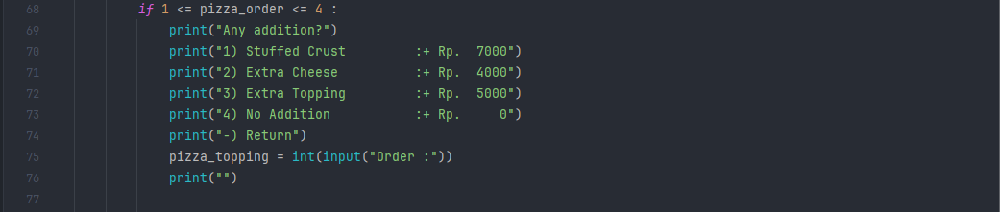 68 if 1 <= pizza_order <= 4 :
69 print("Any addition?")
70 print("1) Stuffed Crust         :+ Rp.  7000")
71 print("2) Extra Cheese          :+ Rp.  4000")
72 print("3) Extra Topping         :+ Rp.  5000")
73 print("4) No Addition           :+ Rp.     0")
74 print("-) Return")
75 pizza_topping = int(input("Order :"))
76 print("")
77